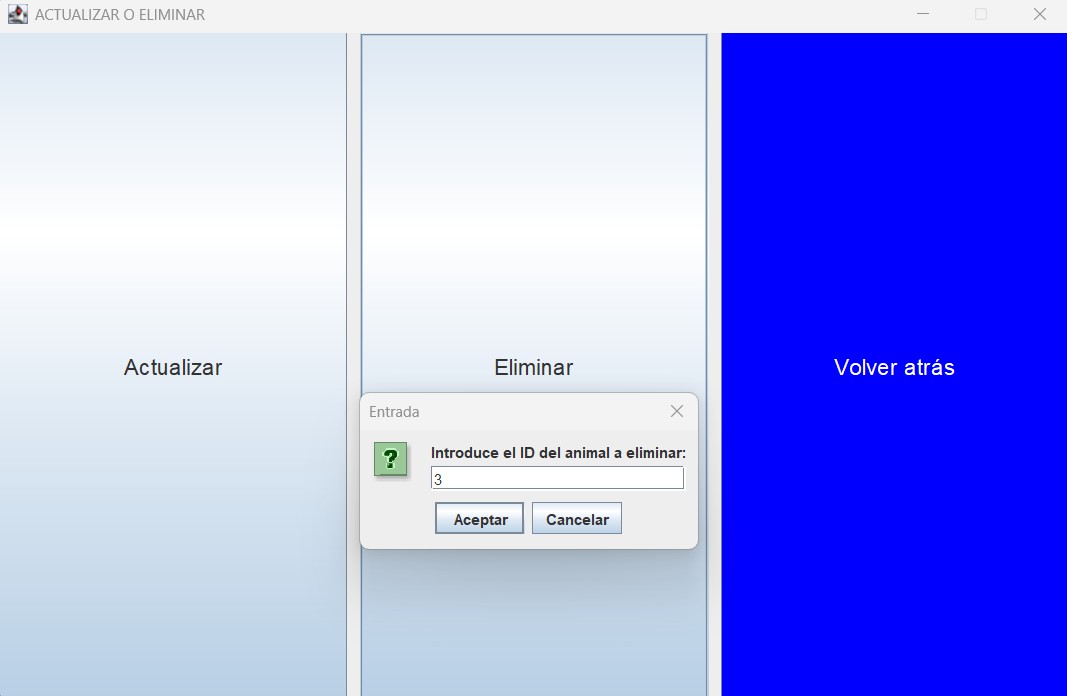 ACTUALIZAR O ELIMINAR
Actualizar
Eliminar
Volver atrás
Entrada
?
Introduce el ID del animal a eliminar:
3
Aceptar
Cancelar